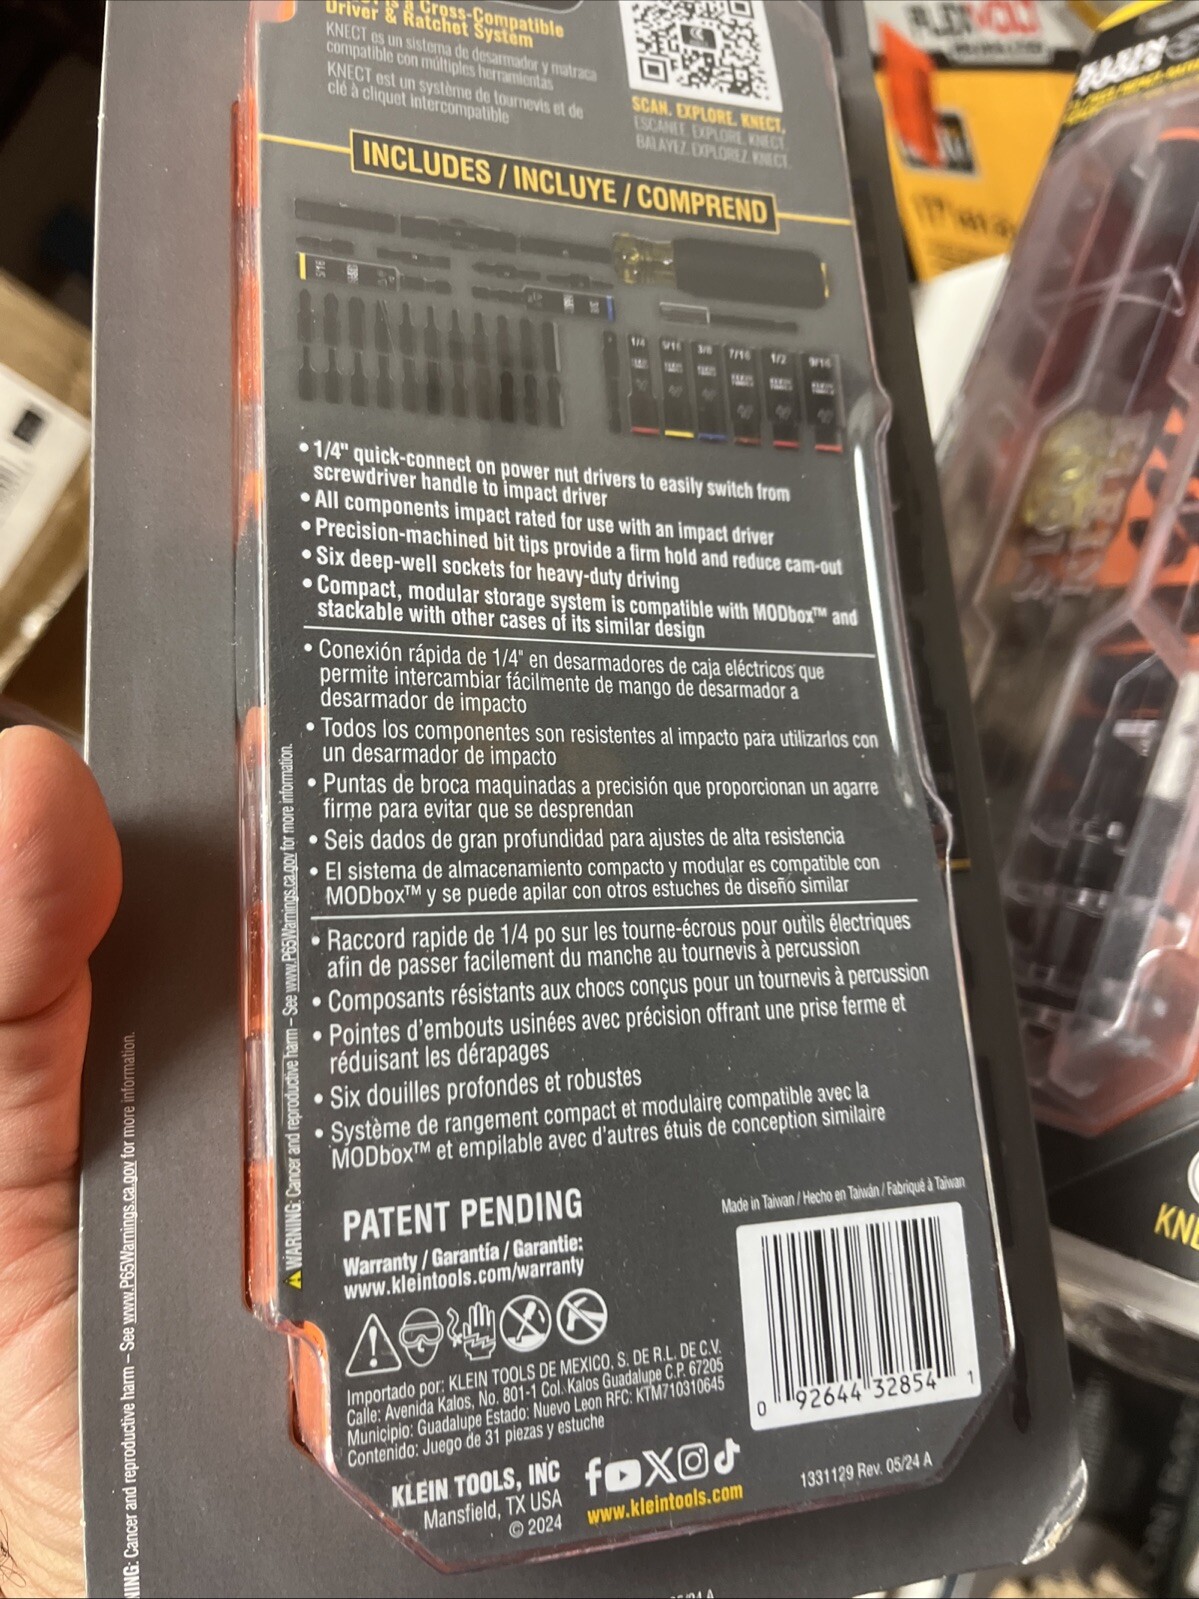 is a Cross-Compatible
Driver & Ratchet System
KNECT es un sistema de desarmador y matraca
compatible con múltiples herramientas
KNECT est un système de tournevis et de
clé à cliquet intercompatible
SCAN. EXPLORE. KNECT.
ESCANEE. EXPLORE. KNECT.
BALAYEZ. EXPLOREZ. KNECT.
INCLUDES / INCLUYE / COMPREND
5/16
1/4 5/16 3/8 7/16 1/2 9/16
• 1/4" quick-connect on power nut drivers to easily switch from
screwdriver handle to impact driver
• All components impact rated for use with an impact driver
• Precision-machined bit tips provide a firm hold and reduce cam-out
• Six deep-well sockets for heavy-duty driving
• Compact, modular storage system is compatible with MODbox™ and
stackable with other cases of its similar design
• Conexión rápida de 1/4" en desarmadores de caja eléctricos que
permite intercambiar fácilmente de mango de desarmador a
desarmador de impacto
• Todos los componentes son resistentes al impacto para utilizarlos con
un desarmador de impacto
• Puntas de broca maquinadas a precisión que proporcionan un agarre
firme para evitar que se desprendan
• Seis dados de gran profundidad para ajustes de alta resistencia
• El sistema de almacenamiento compacto y modular es compatible con
MODbox™ y se puede apilar con otros estuches de diseño similar
• Raccord rapide de 1/4 po sur les tourne-écrous pour outils électriques
afin de passer facilement du manche au tournevis à percussion
• Composants résistants aux chocs conçus pour un tournevis à percussion
• Pointes d'embouts usinées avec précision offrant une prise ferme et
réduisant les dérapages
• Six douilles profondes et robustes
• Système de rangement compact et modulaire compatible avec la
MODbox™ et empilable avec d'autres étuis de conception similaire
PATENT PENDING
Warranty / Garantía / Garantie:
www.kleintools.com/warranty
Made in Taiwan / Hecho en Taiwán / Fabriqué à Taiwan
0 92644 32854 1
Importado por: KLEIN TOOLS DE MEXICO, S. DE R.L. DE C.V.
Calle: Avenida Kalos, No. 801-1 Col. Kalos Guadalupe C.P. 67205
Municipio: Guadalupe Estado: Nuevo Leon RFC: KTM710310645
Contenido: Juego de 31 piezas y estuche
KLEIN TOOLS, INC
Mansfield, TX USA
© 2024
www.kleintools.com
1331129 Rev. 05/24 A
WARNING: Cancer and reproductive harm – See www.P65Warnings.ca.gov for more information.
NING: Cancer and reproductive harm – See www.P65Warnings.ca.gov for more information.
KLEIN
TOOLS